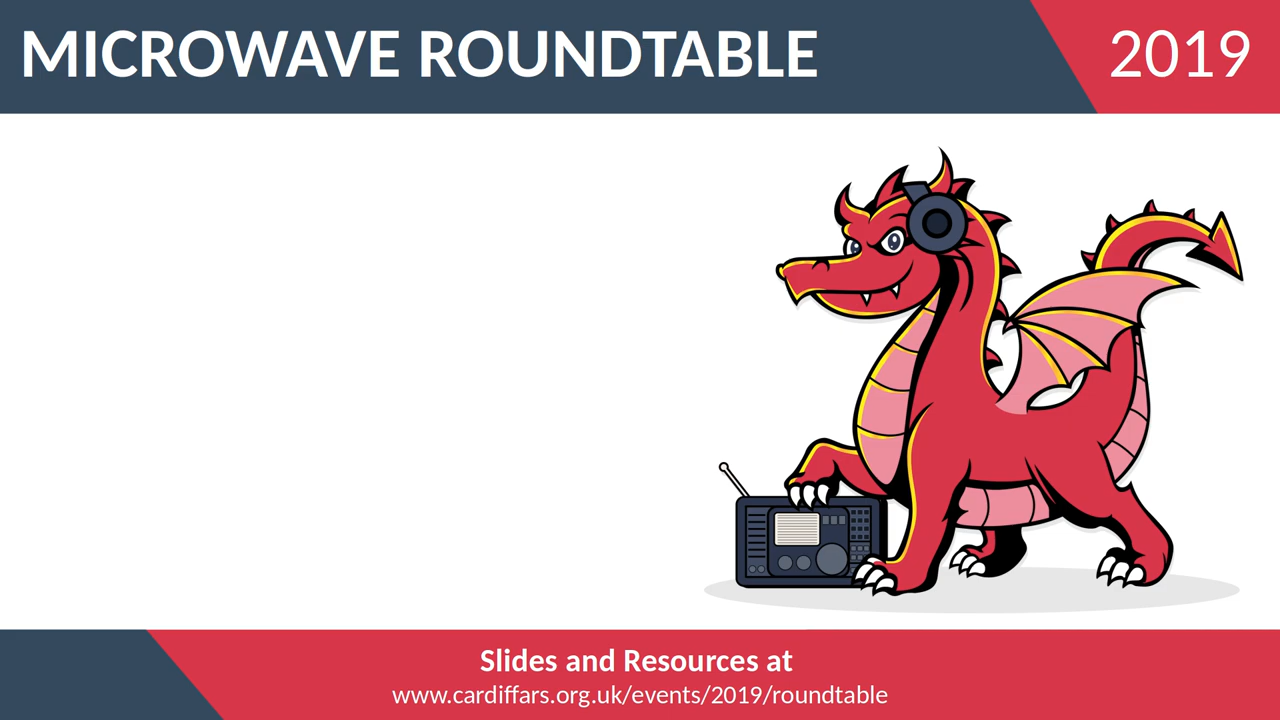 MICROWAVE ROUNDTABLE
2019
Slides and Resources at
www.cardiffars.org.uk/events/2019/roundtable